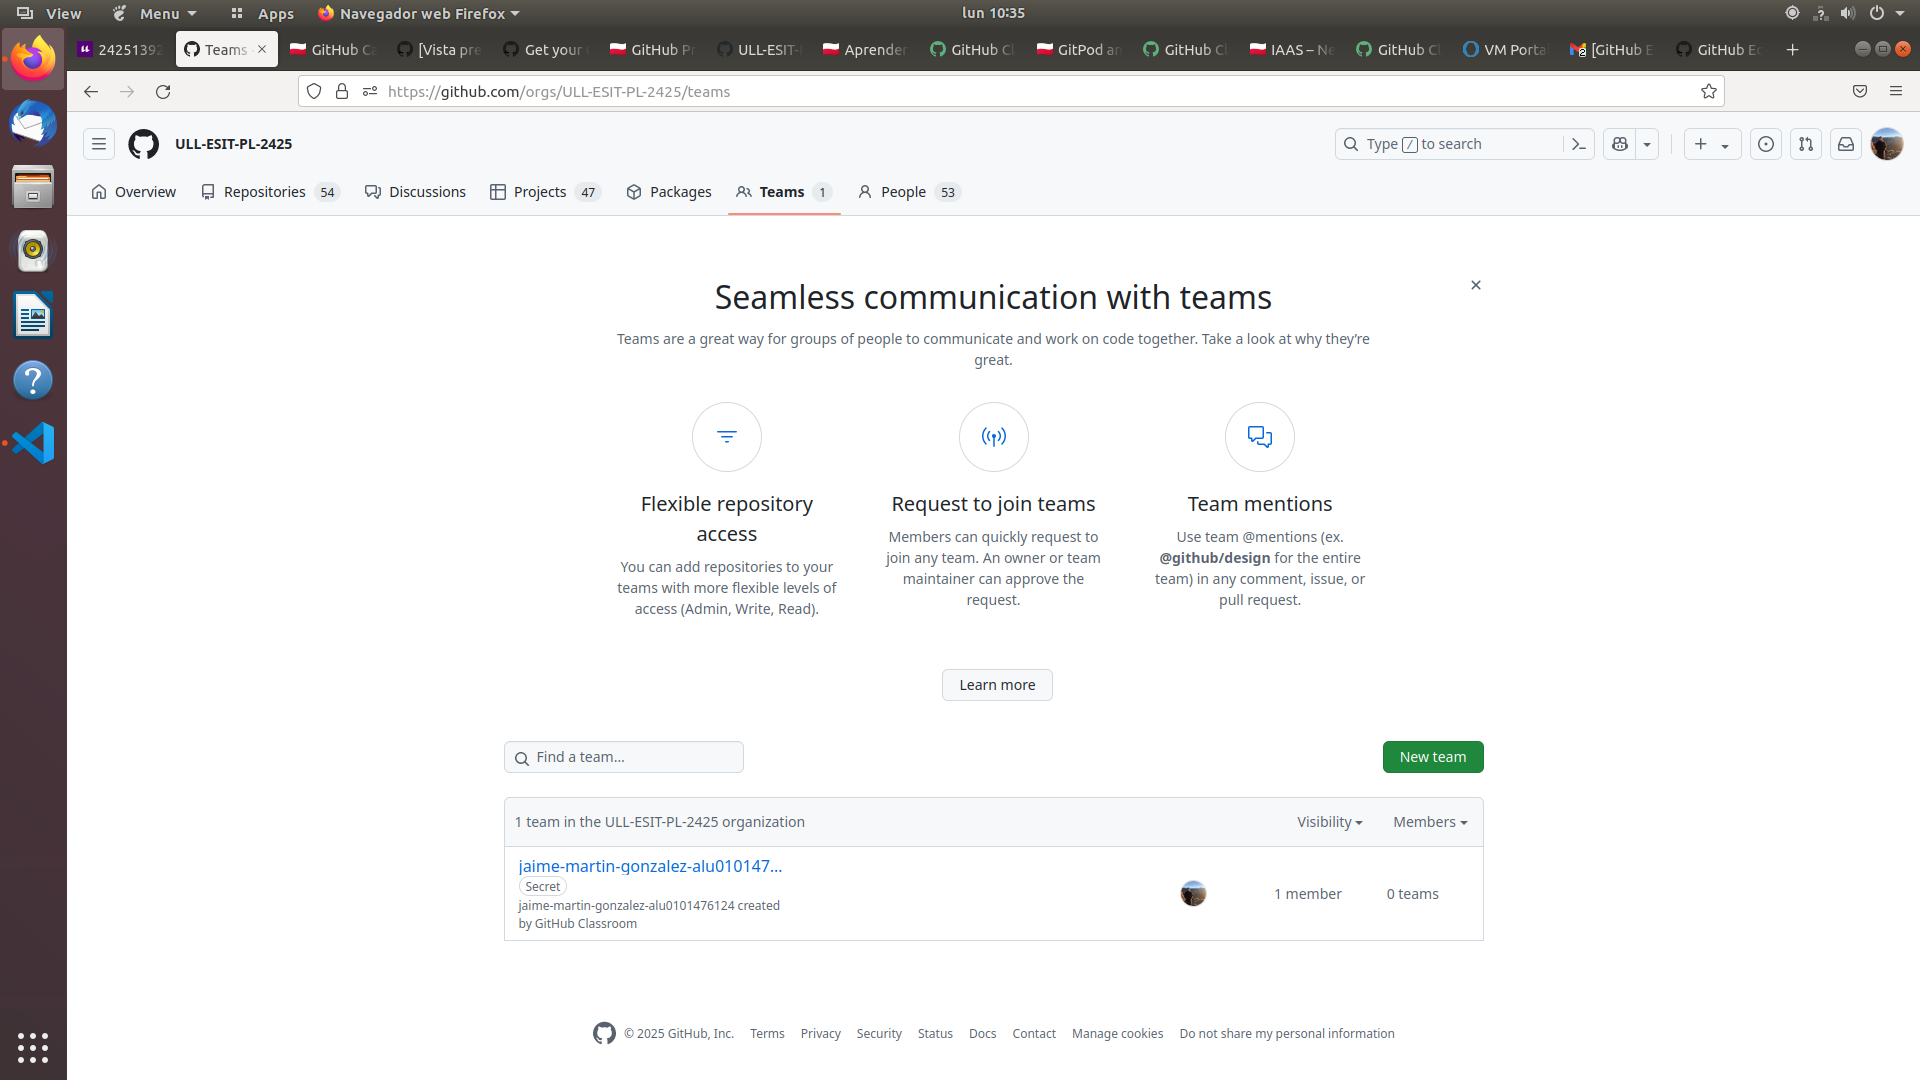 View
Menu
Apps
Navegador web Firefox
lun 10:35
24251392
Teams
GitHub Ca
[Vista pre
Get your
GitHub Pr
ULL-ESIT-
Aprender
GitHub Cl
GitPod an
GitHub Cl
IAAS – Ne
GitHub Cl
VM Porta
[GitHub E
GitHub Ed
https://github.com/orgs/ULL-ESIT-PL-2425/teams
ULL-ESIT-PL-2425
Type / to search
Overview
Repositories 54
Discussions
Projects 47
Packages
Teams 1
People 53
Seamless communication with teams
Teams are a great way for groups of people to communicate and work on code together. Take a look at why they’re
great.
Flexible repository
access
You can add repositories to your
teams with more flexible levels of
access (Admin, Write, Read).
Request to join teams
Members can quickly request to
join any team. An owner or team
maintainer can approve the
request.
Team mentions
Use team @mentions (ex.
@github/design for the entire
team) in any comment, issue, or
pull request.
Learn more
Find a team...
New team
1 team in the ULL-ESIT-PL-2425 organization
Visibility
Members
jaime-martin-gonzalez-alu010147...
Secret
jaime-martin-gonzalez-alu0101476124 created
by GitHub Classroom
1 member
0 teams
© 2025 GitHub, Inc.
Terms
Privacy
Security
Status
Docs
Contact
Manage cookies
Do not share my personal information